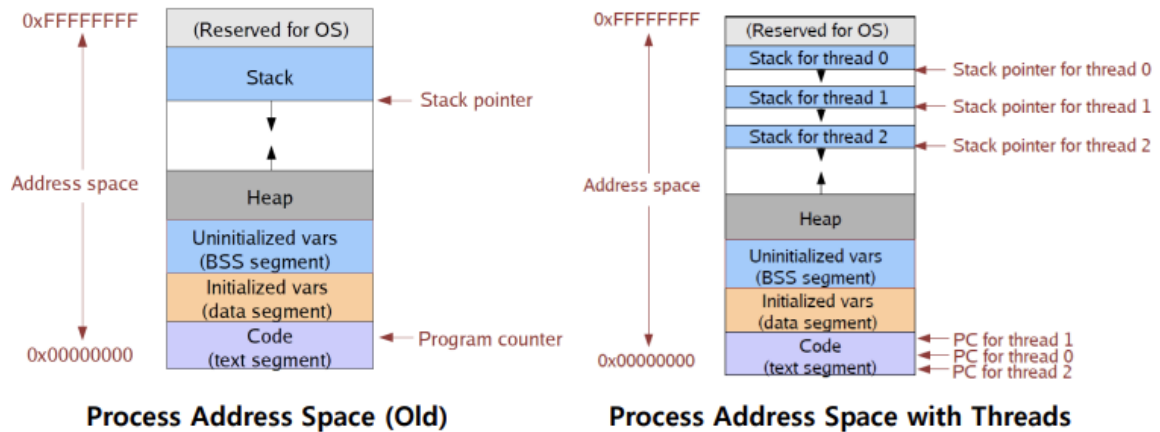 0xFFFFFFFF
(Reserved for OS)
Stack
Stack pointer
Address space
Heap
Uninitialized vars
(BSS segment)
Initialized vars
(data segment)
Code
(text segment)
Program counter
0x00000000
Process Address Space (Old)
0xFFFFFFFF
(Reserved for OS)
Stack for thread 0
Stack pointer for thread 0
Stack for thread 1
Stack pointer for thread 1
Stack for thread 2
Stack pointer for thread 2
Address space
Heap
Uninitialized vars
(BSS segment)
Initialized vars
(data segment)
Code
(text segment)
PC for thread 1
PC for thread 0
PC for thread 2
0x00000000
Process Address Space with Threads